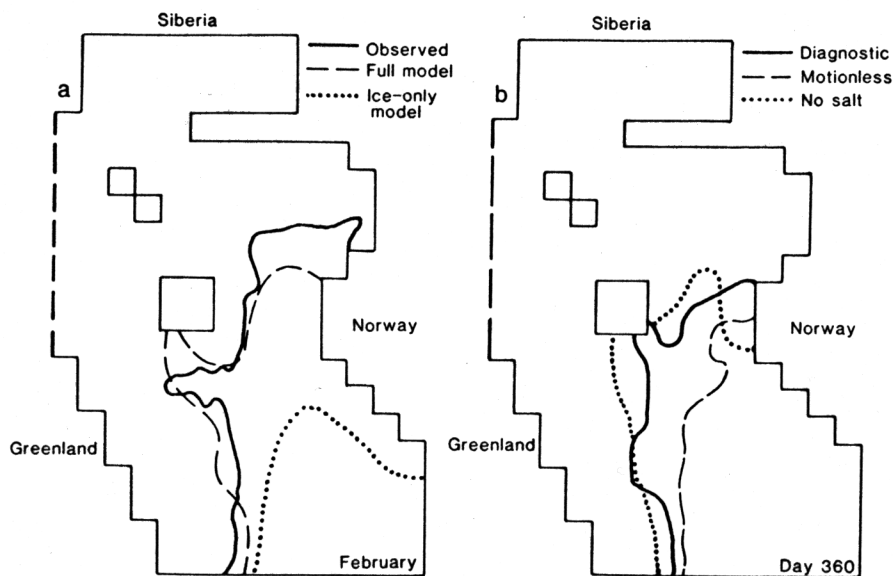 Siberia
a
Observed
Full model
Ice-only
model
Norway
Greenland
February
Siberia
b
Diagnostic
Motionless
No salt
Norway
Greenland
Day 360